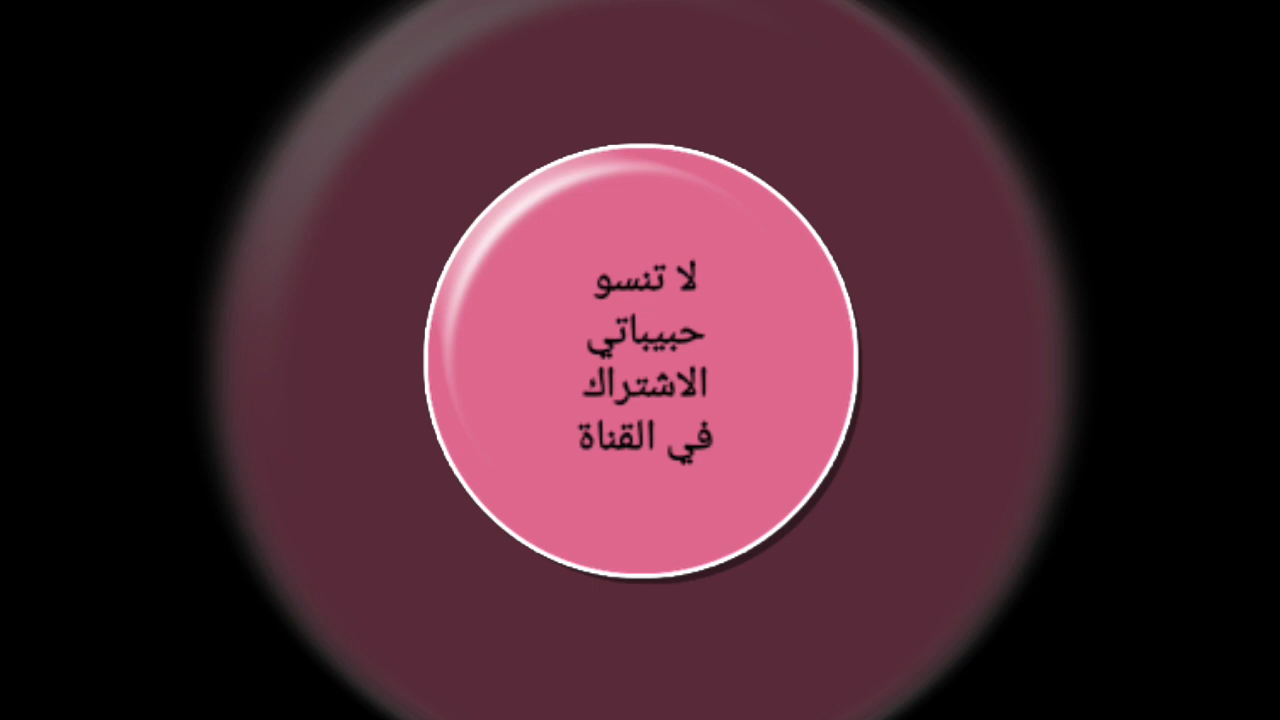 لا تنسو
حبيباتي
الاشتراك
في القناة